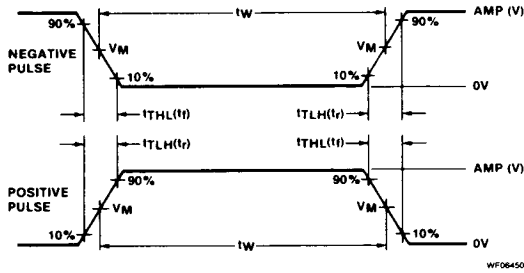 tW
AMP (V)
90%
90%
NEGATIVE
PULSE
VM
VM
10%
10%
0V
tTHL(tf)
tTLH(tr)
tTLH(tr)
tTHL(tf)
AMP (V)
90%
90%
POSITIVE
PULSE
VM
VM
10%
10%
0V
tW
WF06450